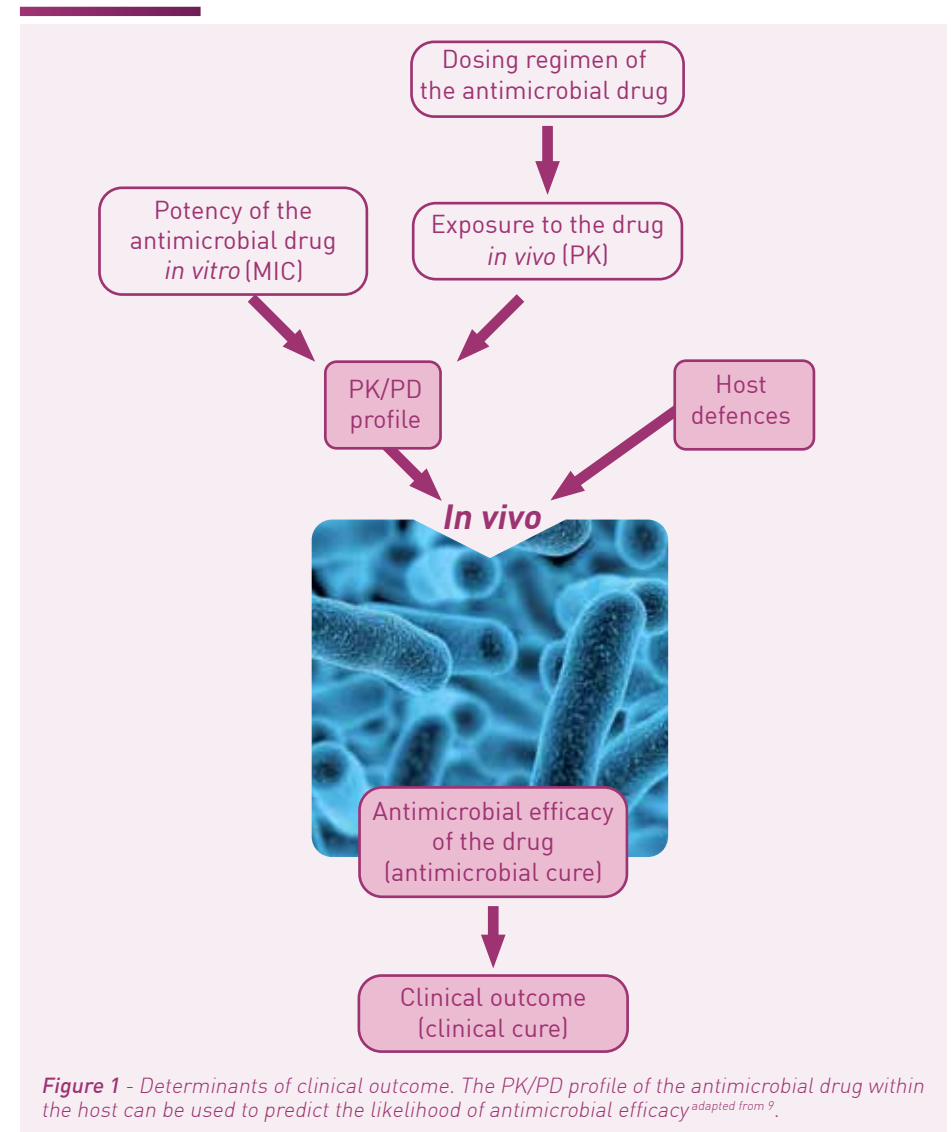 Dosing regimen of
the antimicrobial drug
Potency of the
antimicrobial drug
in vitro (MIC)
Exposure to the drug
in vivo (PK)
PK/PD
profile
Host
defences
In vivo
Antimicrobial efficacy
of the drug
(antimicrobial cure)
Clinical outcome
(clinical cure)
Figure 1 - Determinants of clinical outcome. The PK/PD profile of the antimicrobial drug within
the host can be used to predict the likelihood of antimicrobial efficacy adapted from 9.